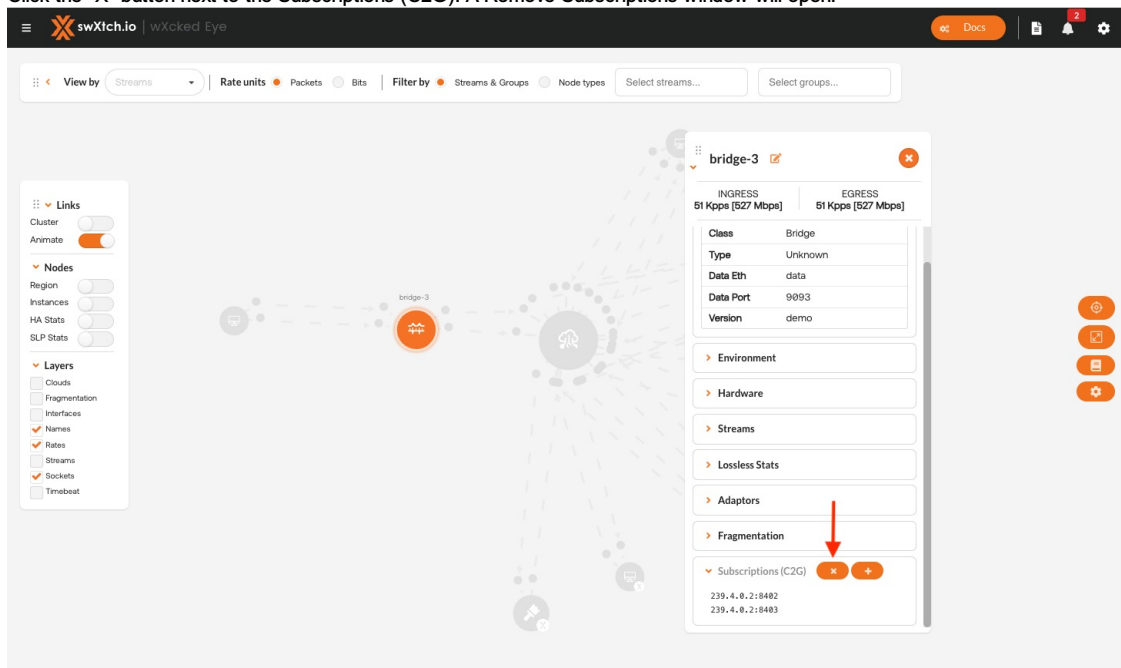 Click the "X" button next to the Subscriptions (C2G). A Remove Subscriptions window will open.
swXtch.io | wXcked Eye
Docs
2
View by Streams
Rate units Packets Bits
Filter by Streams & Groups Node types
Select streams...
Select groups...
Links
Cluster
Animate
Nodes
Region
Instances
HA Stats
SLP Stats
Layers
Clouds
Fragmentation
Interfaces
Names
Rates
Streams
Sockets
Timebeat
bridge-3
bridge-3
INGRESS EGRESS
51 Kpps [527 Mbps] 51 Kpps [527 Mbps]
Class Bridge
Type Unknown
Data Eth data
Data Port 9093
Version demo
Environment
Hardware
Streams
Lossless Stats
Adaptors
Fragmentation
Subscriptions (C2G)
239.4.0.2:8402
239.4.0.2:8403